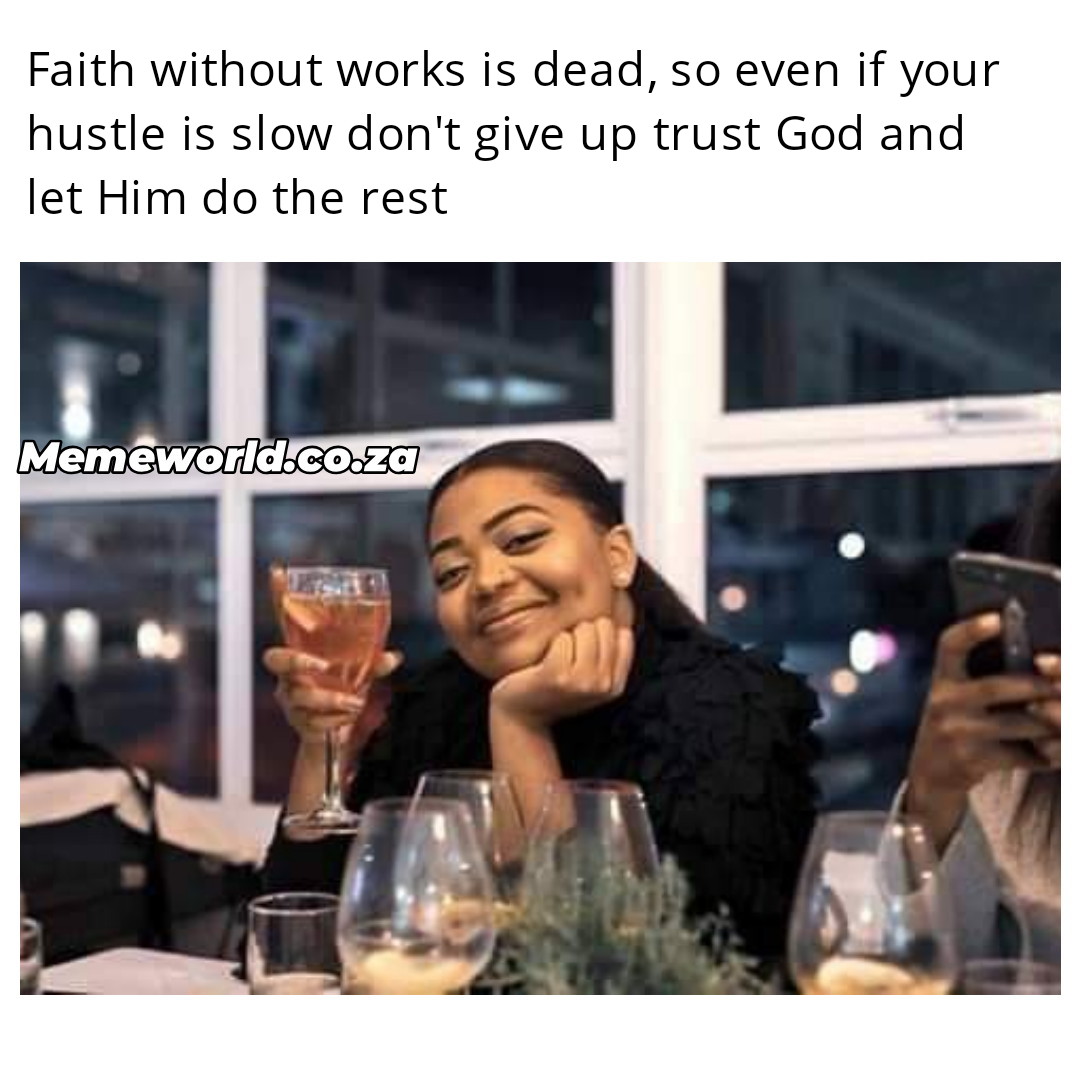 Faith without works is dead, so even if your
hustle is slow don't give up trust God and
let Him do the rest
Memeworld.co.za